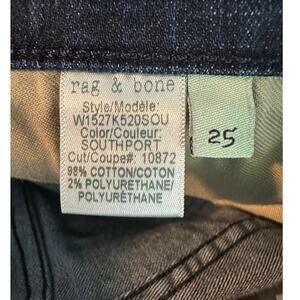 rag & bone
Style/Modèle:
W1527K520SOU
Color/Couleur:
SOUTHPORT
Cut/Coupe#: 10872
98% COTTON/COTON
2% POLYURETHANE/
POLYURÉTHANE
25